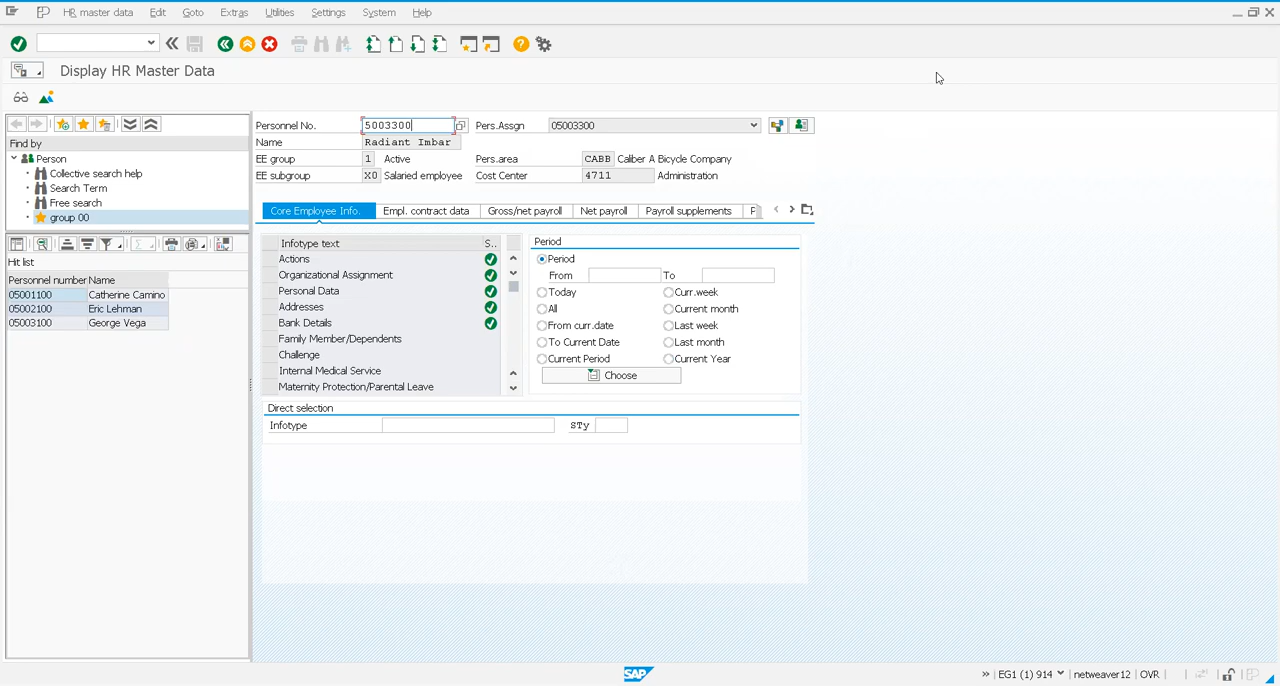 HR master data Edit Goto Extras Utilities Settings System Help
Display HR Master Data
Find by
Person
Collective search help
Search Term
Free search
group 00
Hit list
Personnel number Name
05001100 Catherine Camino
05002100 Eric Lehman
05003100 George Vega
Personnel No. 5003300 Pers.Assgn 05003300
Name Radiant Imbar
EE group 1 Active Pers.area CABB Caliber A Bicycle Company
EE subgroup X0 Salaried employee Cost Center 4711 Administration
Core Employee Info. Empl. contract data Gross/net payroll Net payroll Payroll supplements P
Infotype text S..
Actions
Organizational Assignment
Personal Data
Addresses
Bank Details
Family Member/Dependents
Challenge
Internal Medical Service
Maternity Protection/Parental Leave
Period
Period
From To
Today Curr.week
All Current month
From curr.date Last week
To Current Date Last month
Current Period Current Year
Choose
Direct selection
Infotype STy
SAP EG1 (1) 914 netweaver12 OVR